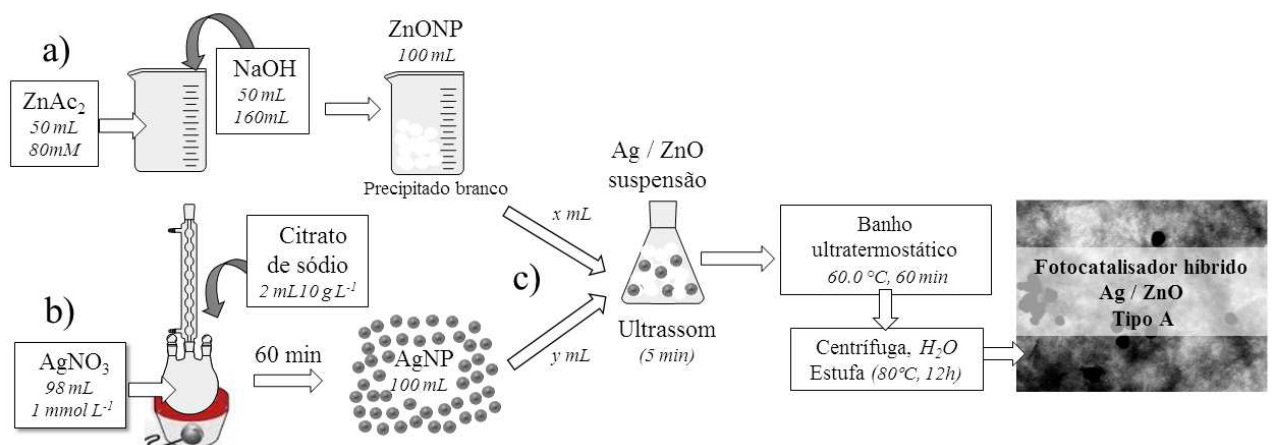 a)
ZnAc₂
50 mL
80mM
NaOH
50 mL
160mL
ZnONP
100 mL
Precipitado branco
b)
AgNO₃
98 mL
1 mmol L⁻¹
Citrato
de sódio
2 mL10 g L⁻¹
60 min
AgNP
100 mL
c)
x mL
y mL
Ag / ZnO
suspensão
Ultrassom
(5 min)
Banho
ultratermostático
60.0 °C, 60 min
Centrífuga, H₂O
Estufa (80°C, 12h)
Fotocatalisador híbrido
Ag / ZnO
Tipo A